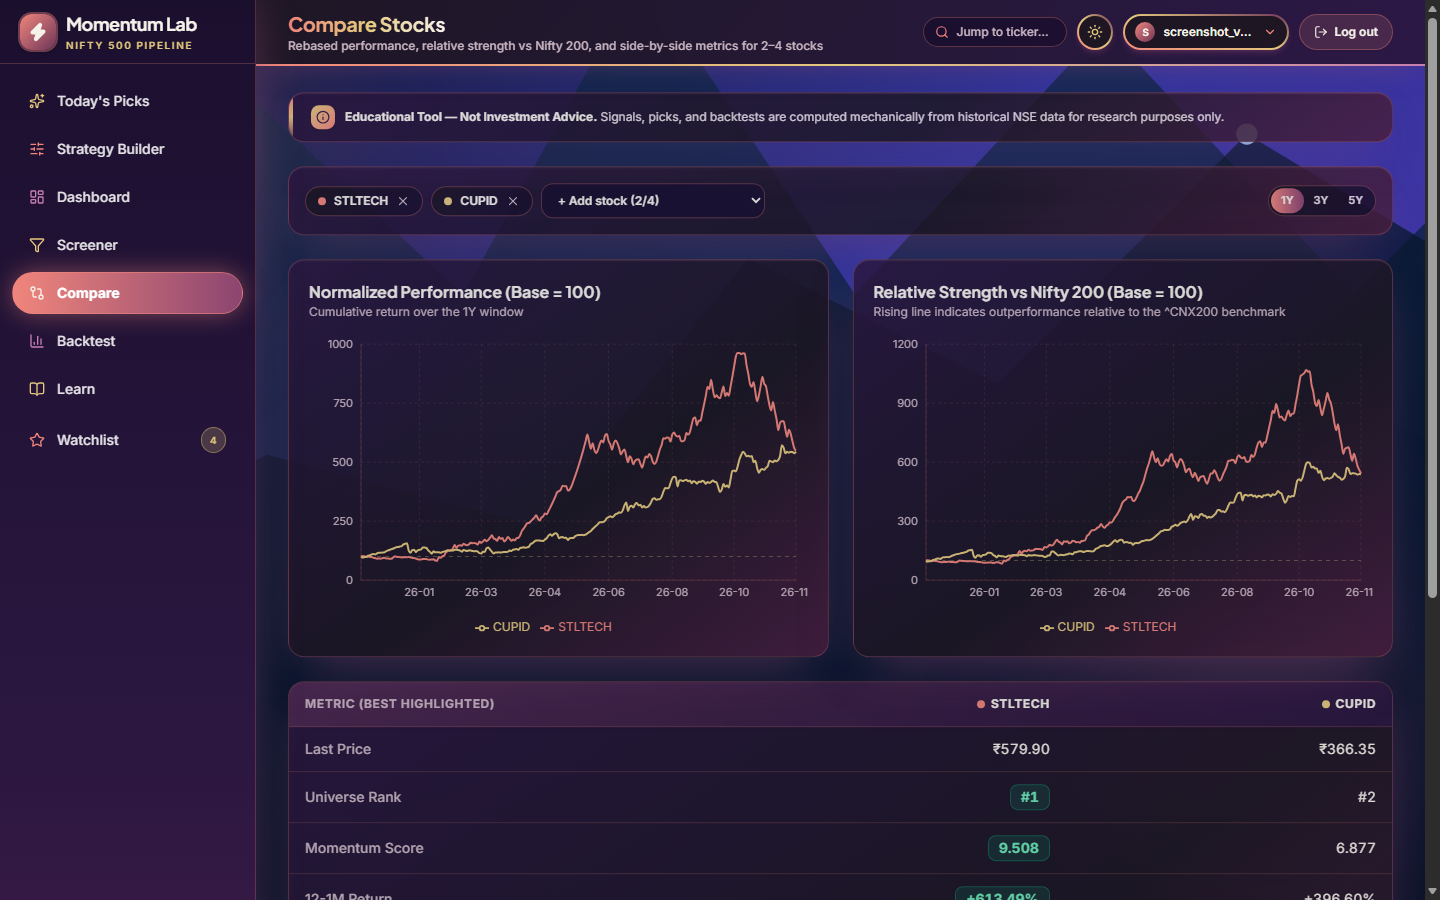 Momentum Lab
NIFTY 500 PIPELINE
Today's Picks
Strategy Builder
Dashboard
Screener
Compare
Backtest
Learn
Watchlist 4
Compare Stocks
Rebased performance, relative strength vs Nifty 200, and side-by-side metrics for 2–4 stocks
Jump to ticker...
S screenshot_v...
Log out
Educational Tool — Not Investment Advice. Signals, picks, and backtests are computed mechanically from historical NSE data for research purposes only.
STLTECH
CUPID
+ Add stock (2/4)
1Y 3Y 5Y
Normalized Performance (Base = 100)
Cumulative return over the 1Y window
1000
750
500
250
0
26-01 26-03 26-04 26-06 26-08 26-10 26-11
CUPID STLTECH
Relative Strength vs Nifty 200 (Base = 100)
Rising line indicates outperformance relative to the ^CNX200 benchmark
1200
900
600
300
0
26-01 26-03 26-04 26-06 26-08 26-10 26-11
CUPID STLTECH
METRIC (BEST HIGHLIGHTED) STLTECH CUPID
Last Price ₹579.90 ₹366.35
Universe Rank #1 #2
Momentum Score 9.508 6.877
12-1M Return +613.49% +396.60%